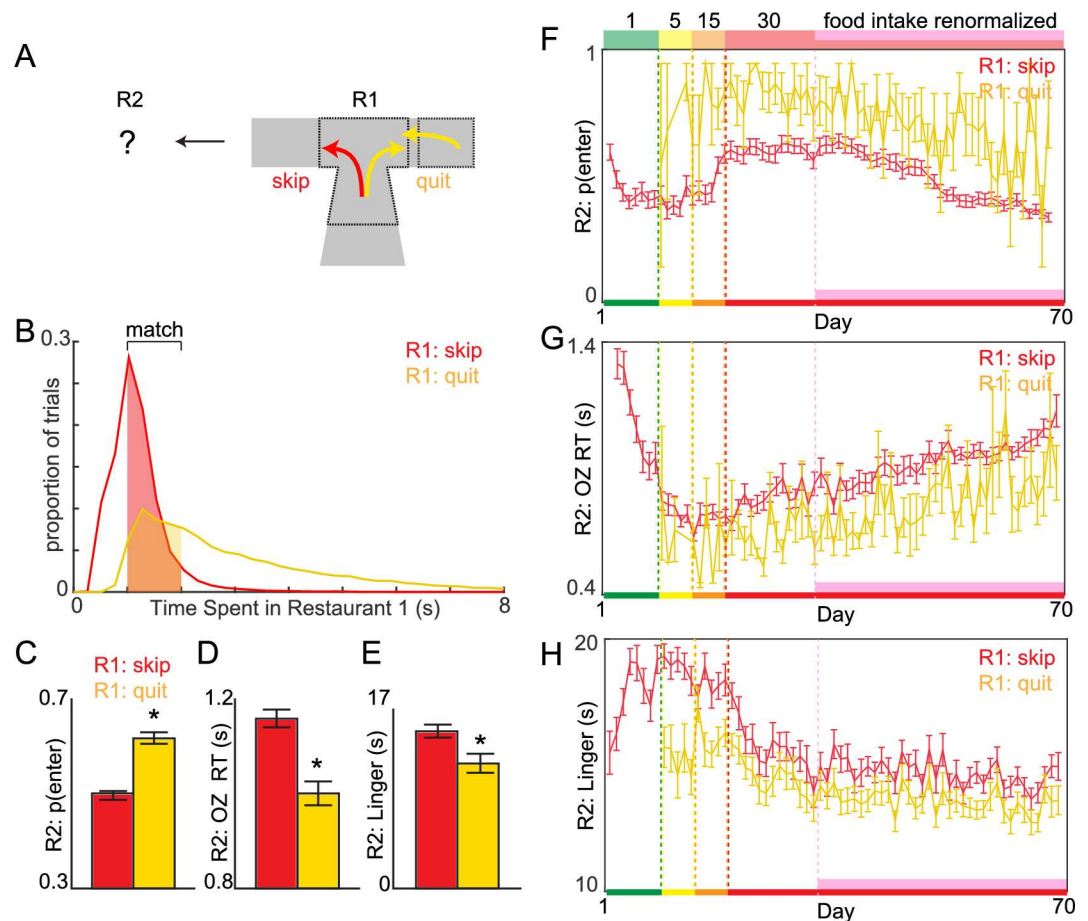 A
R2
R1
?
skip
quit
B
match
0.3
R1: skip
R1: quit
proportion of trials
0
0
8
Time Spent in Restaurant 1 (s)
C
R1: skip
R1: quit
0.7
*
R2: p(enter)
0.3
D
1.2
*
R2: OZ RT (s)
0.8
E
17
*
R2: Linger (s)
0
F
1
5
15
30
food intake renormalized
1
R1: skip
R1: quit
R2: p(enter)
0
1
Day
70
G
1.4
R1: skip
R1: quit
R2: OZ RT (s)
0.4
1
Day
70
H
20
R1: skip
R1: quit
R2: Linger (s)
10
1
Day
70